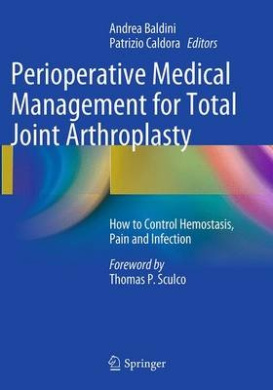 Andrea Baldini
Patrizio Caldora Editors
Perioperative Medical
Management for Total
Joint Arthroplasty
How to Control Hemostasis,
Pain and Infection
Foreword by
Thomas P. Sculco
Springer